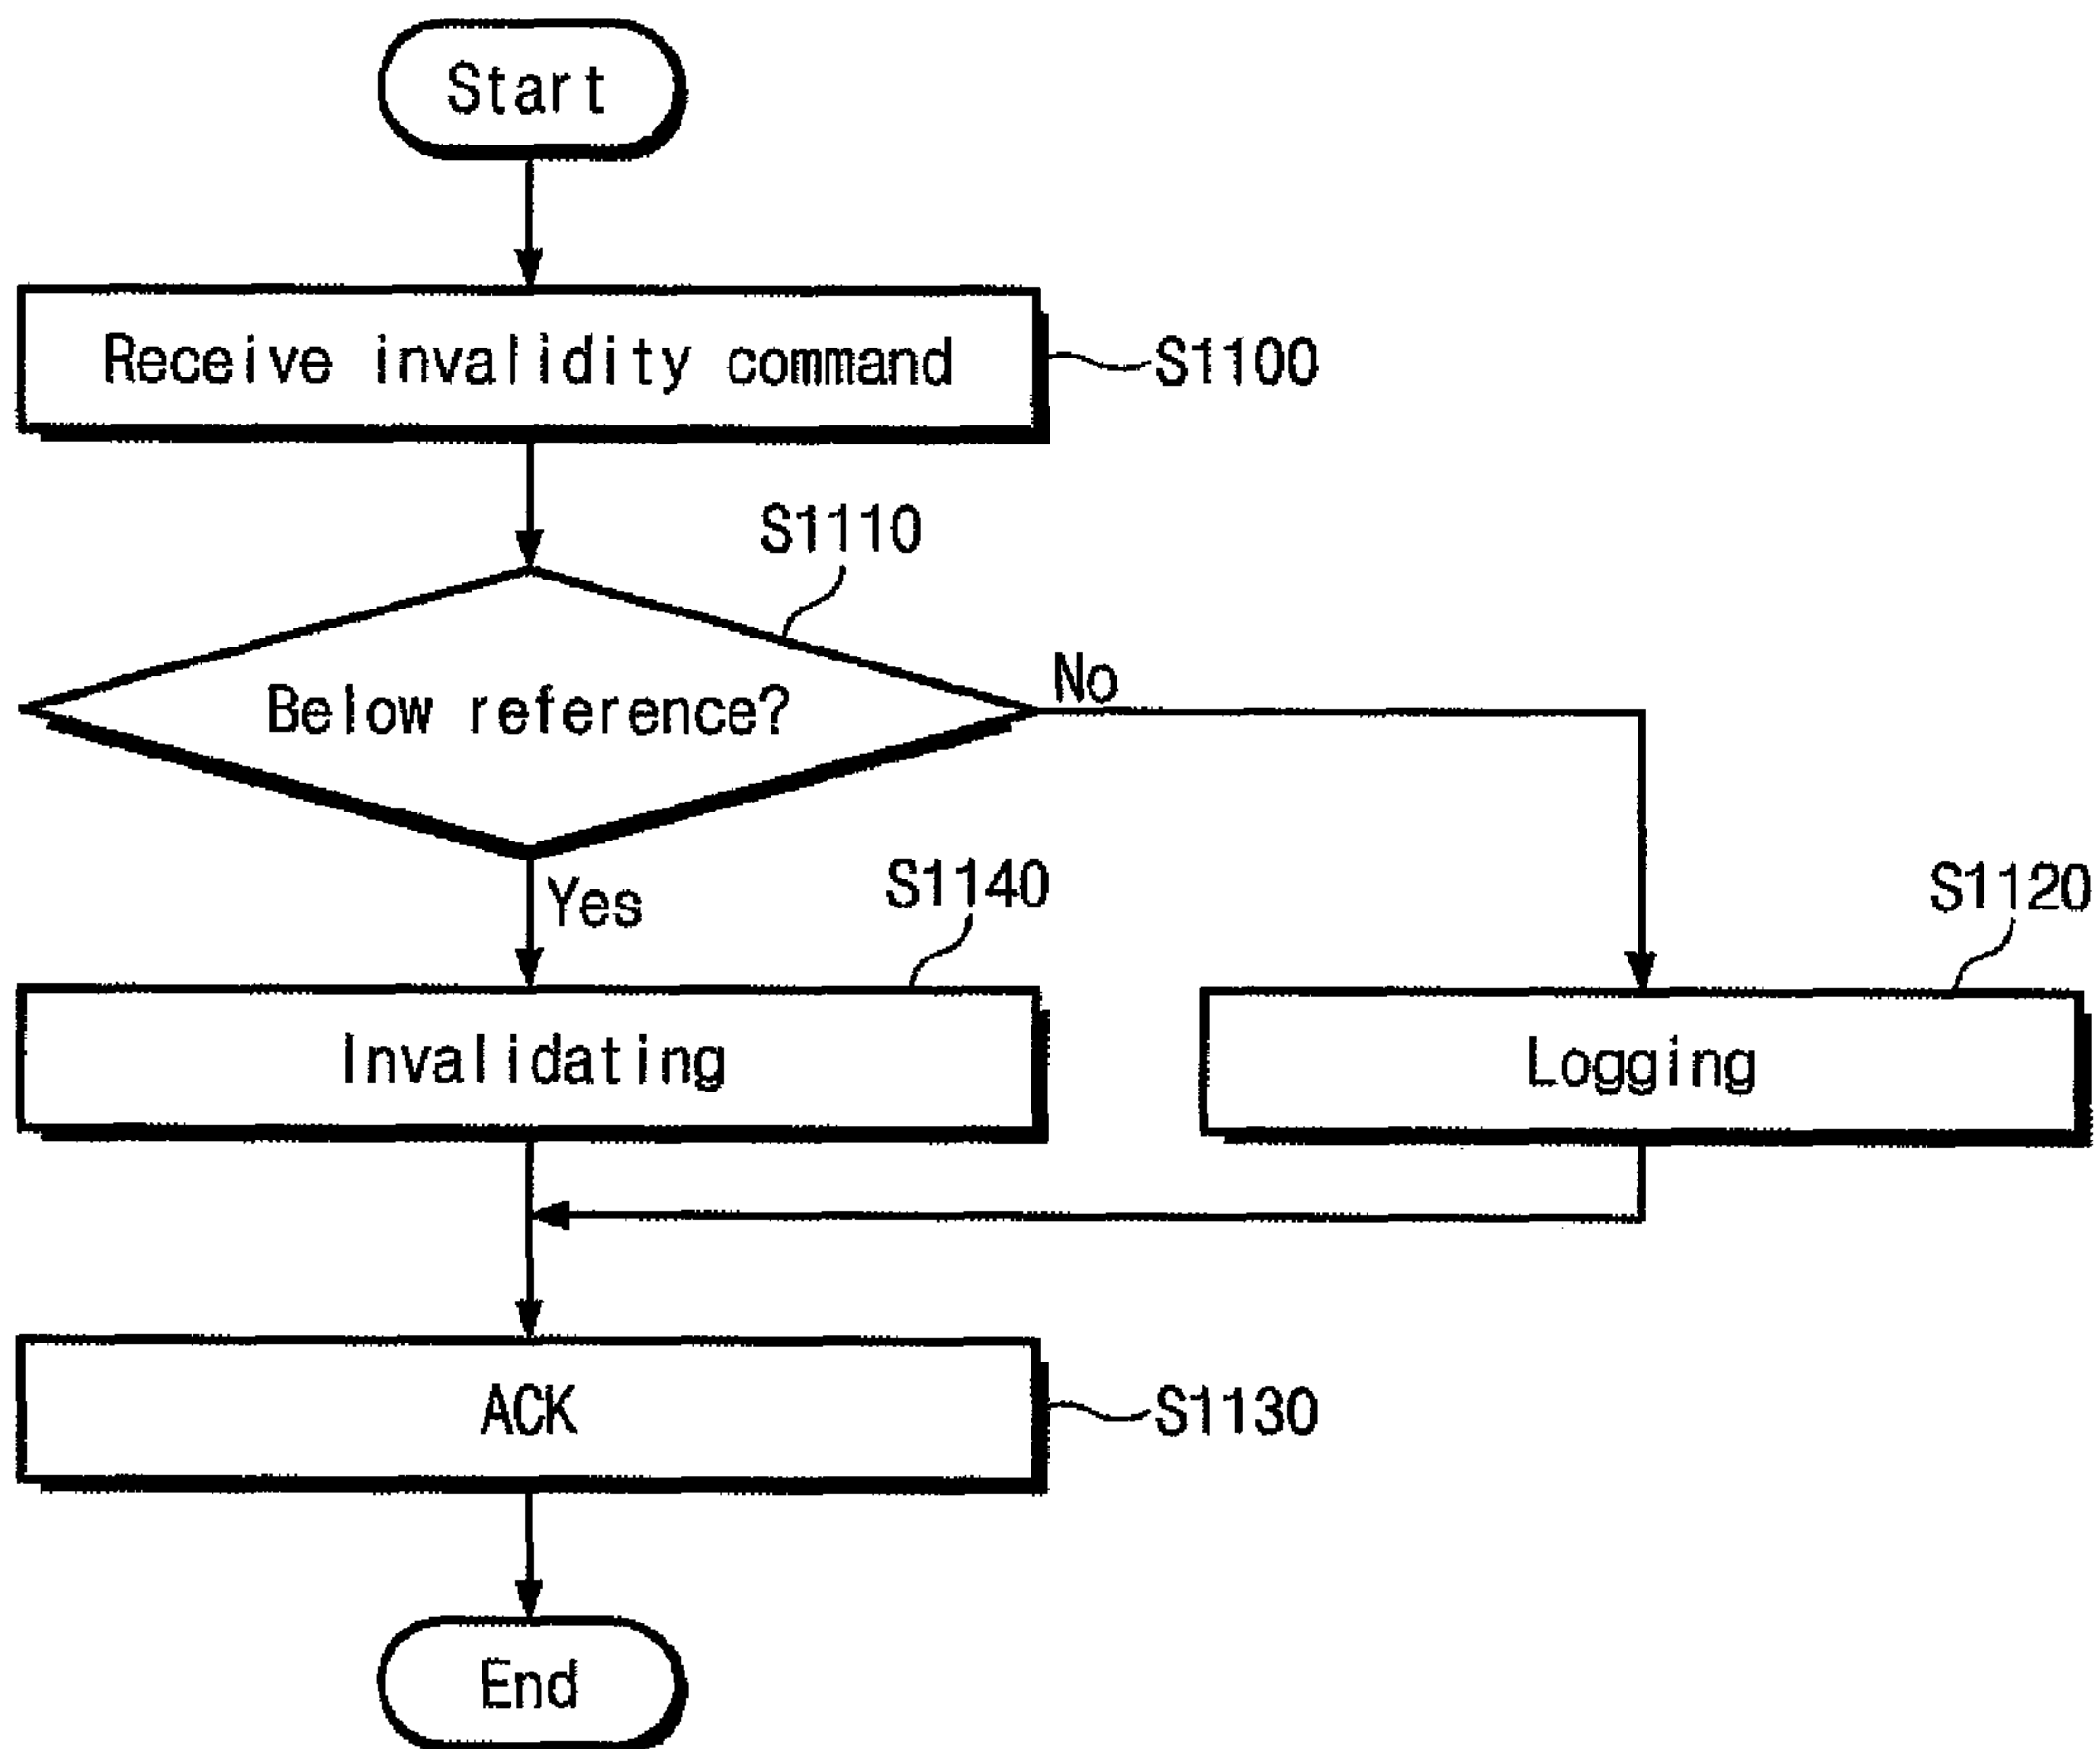 Start
Receive invalidity command
S1100
S1110
Below reference?
No
Yes
S1140
S1120
Invalidating
Logging
ACK
S1130
End